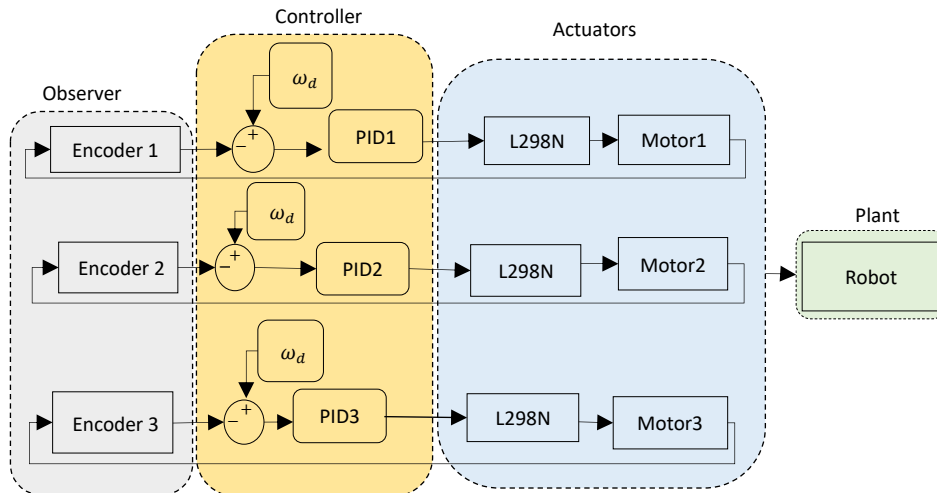 Controller
Actuators
Observer
Plant
ω_d
Encoder 1
− +
PID1
L298N
Motor1
ω_d
Encoder 2
− +
PID2
L298N
Motor2
Robot
ω_d
Encoder 3
− +
PID3
L298N
Motor3